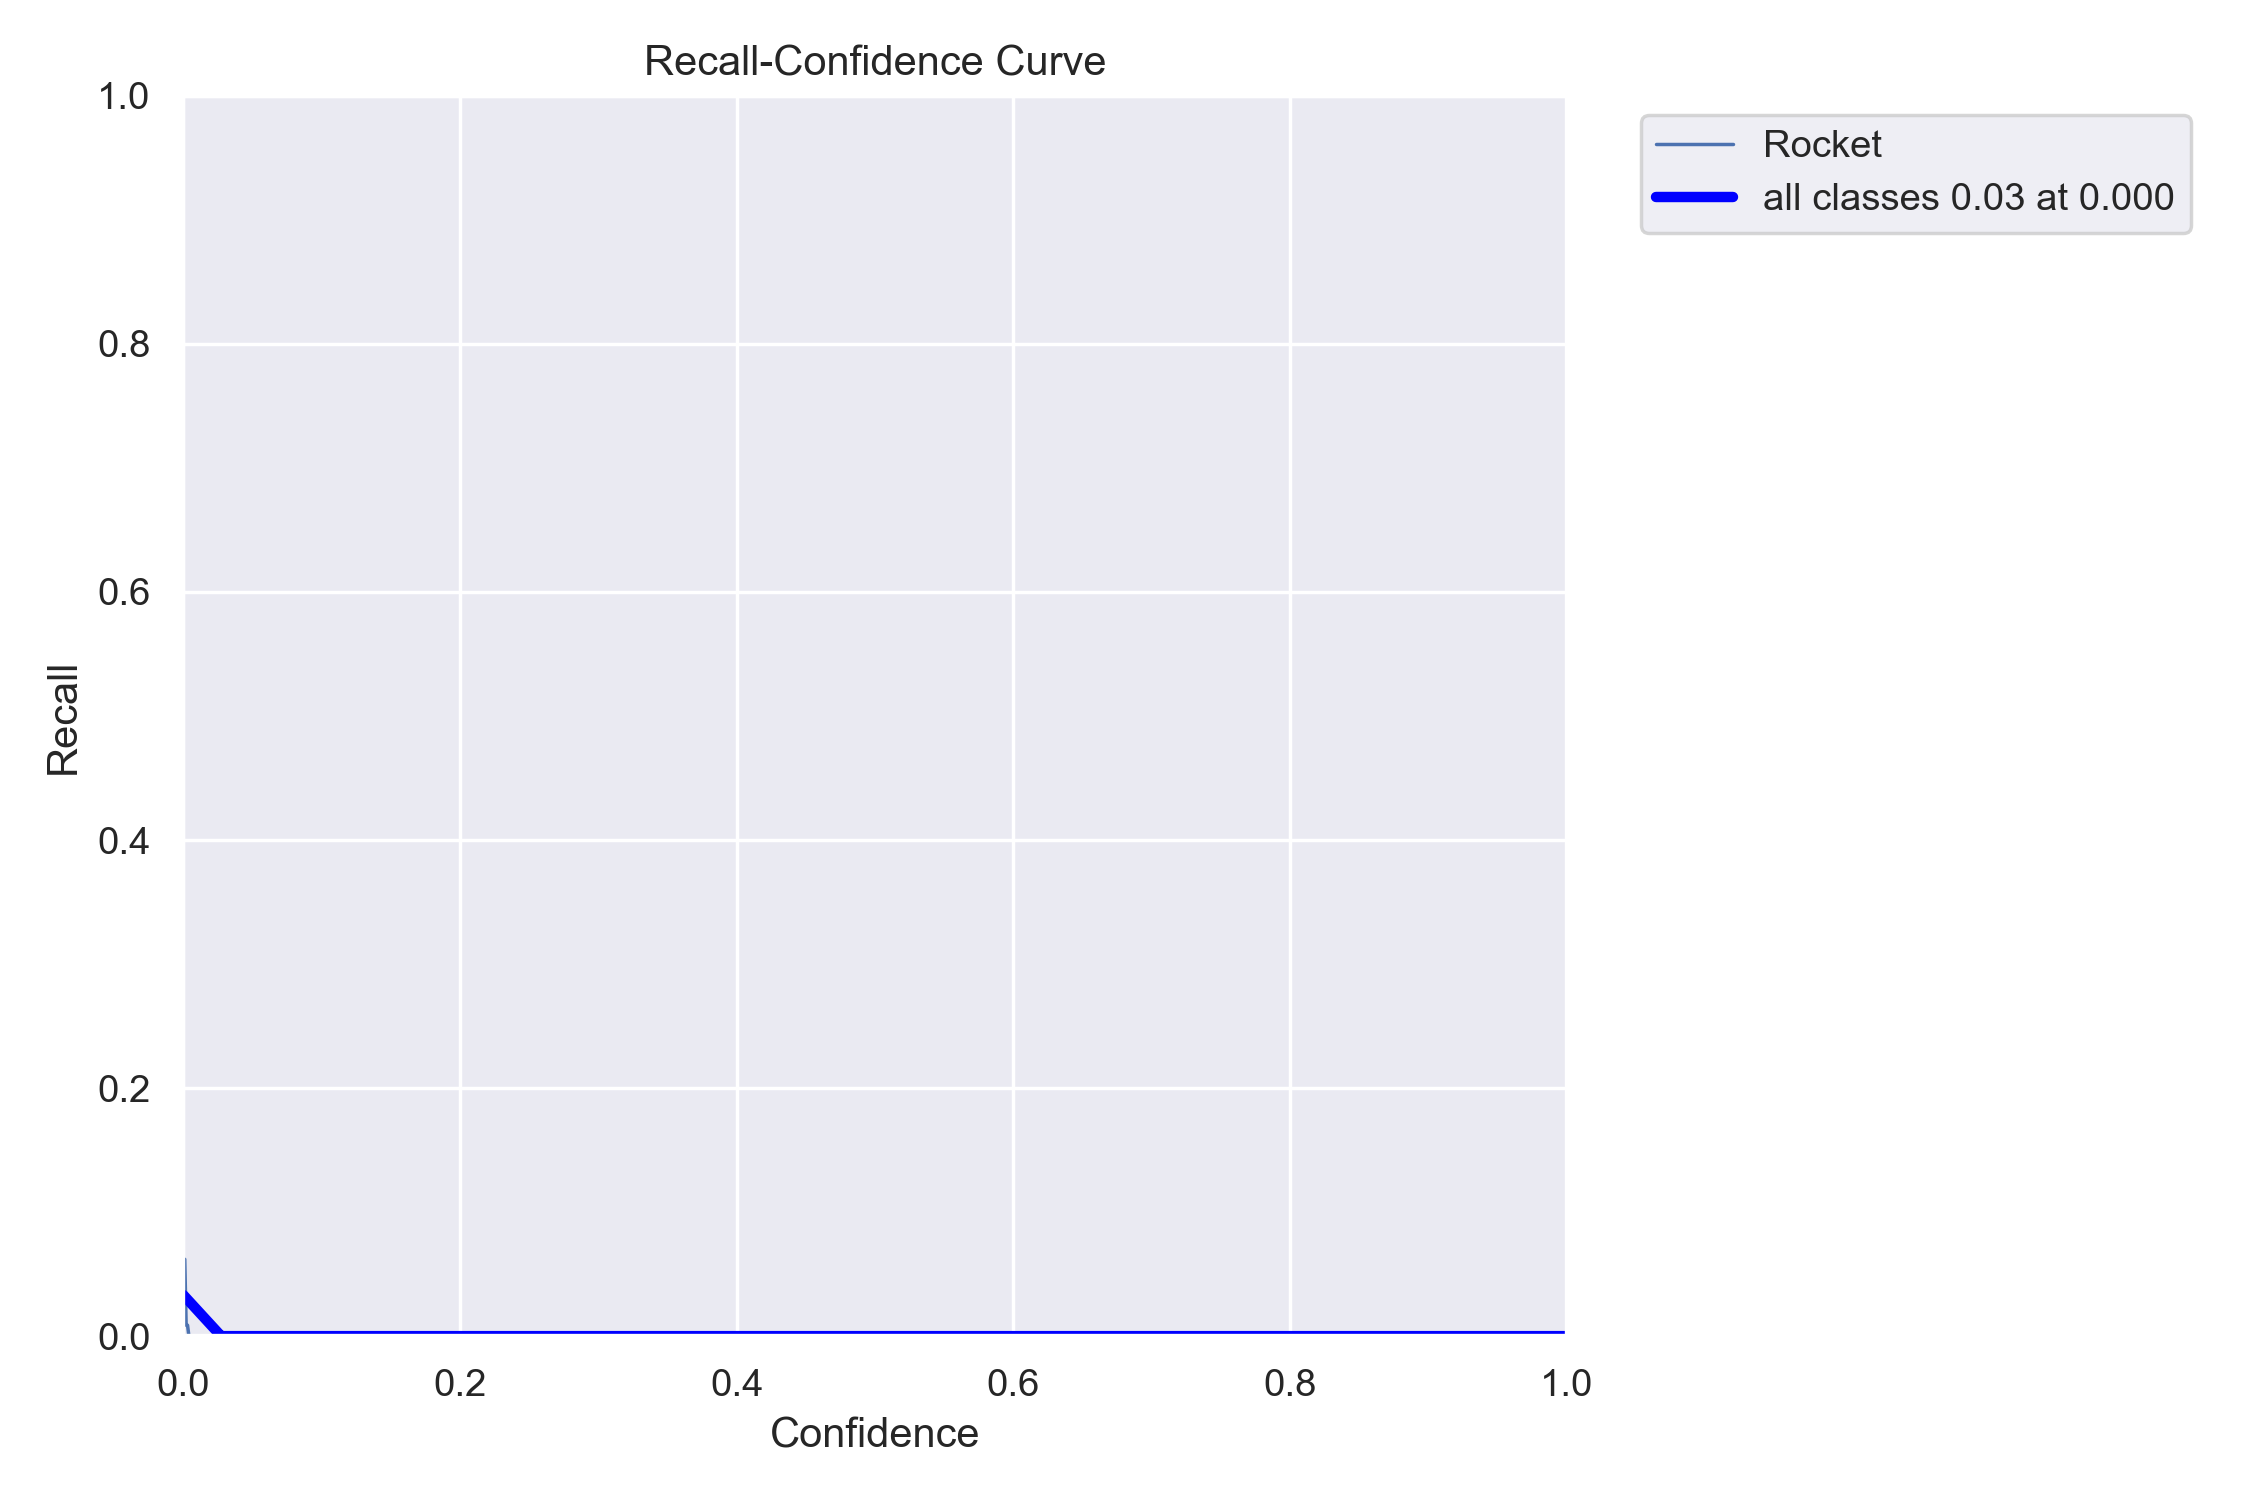 Recall-Confidence Curve
1.0
0.8
0.6
0.4
0.2
0.0
Recall
0.0 0.2 0.4 0.6 0.8 1.0
Confidence
Rocket
all classes 0.03 at 0.000